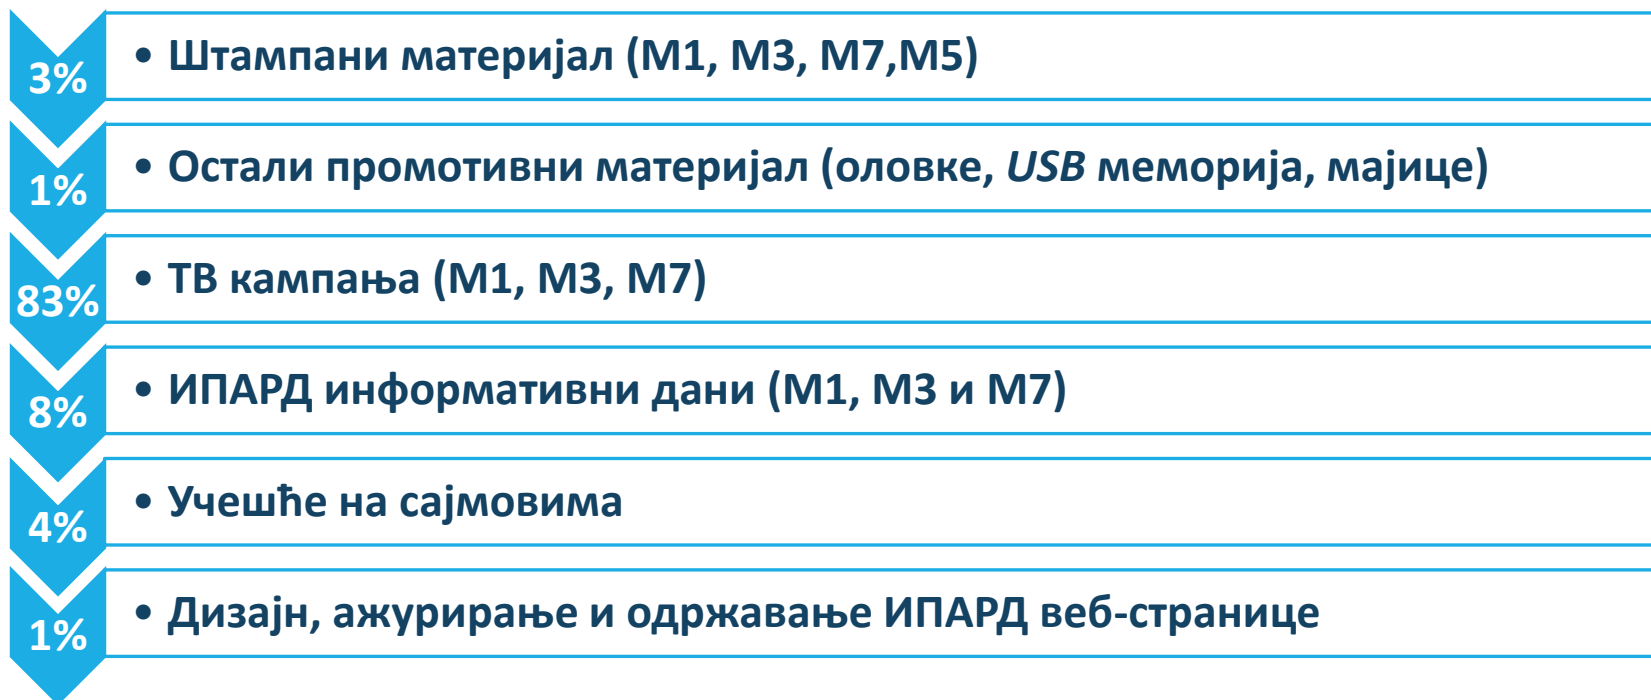 3%
• Штампани материјал (М1, М3, М7,М5)
1%
• Остали промотивни материјал (оловке, USB меморија, мајице)
83%
• ТВ кампања (М1, М3, М7)
8%
• ИПАРД информативни дани (М1, М3 и М7)
4%
• Учешће на сајмовима
1%
• Дизајн, ажурирање и одржавање ИПАРД веб-странице